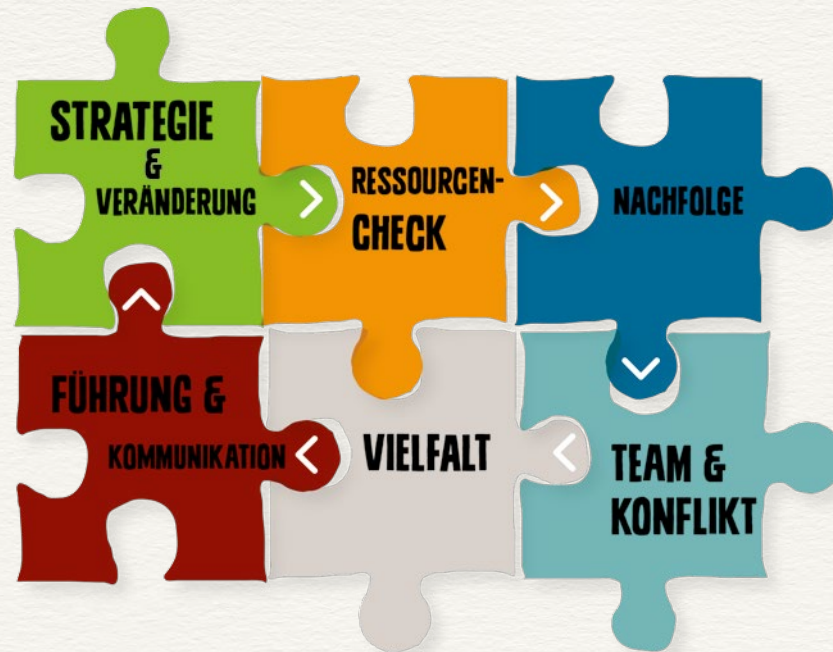 STRATEGIE
&
VERÄNDERUNG
RESSOURCEN-
CHECK
NACHFOLGE
FÜHRUNG &
KOMMUNIKATION
VIELFALT
TEAM &
KONFLIKT